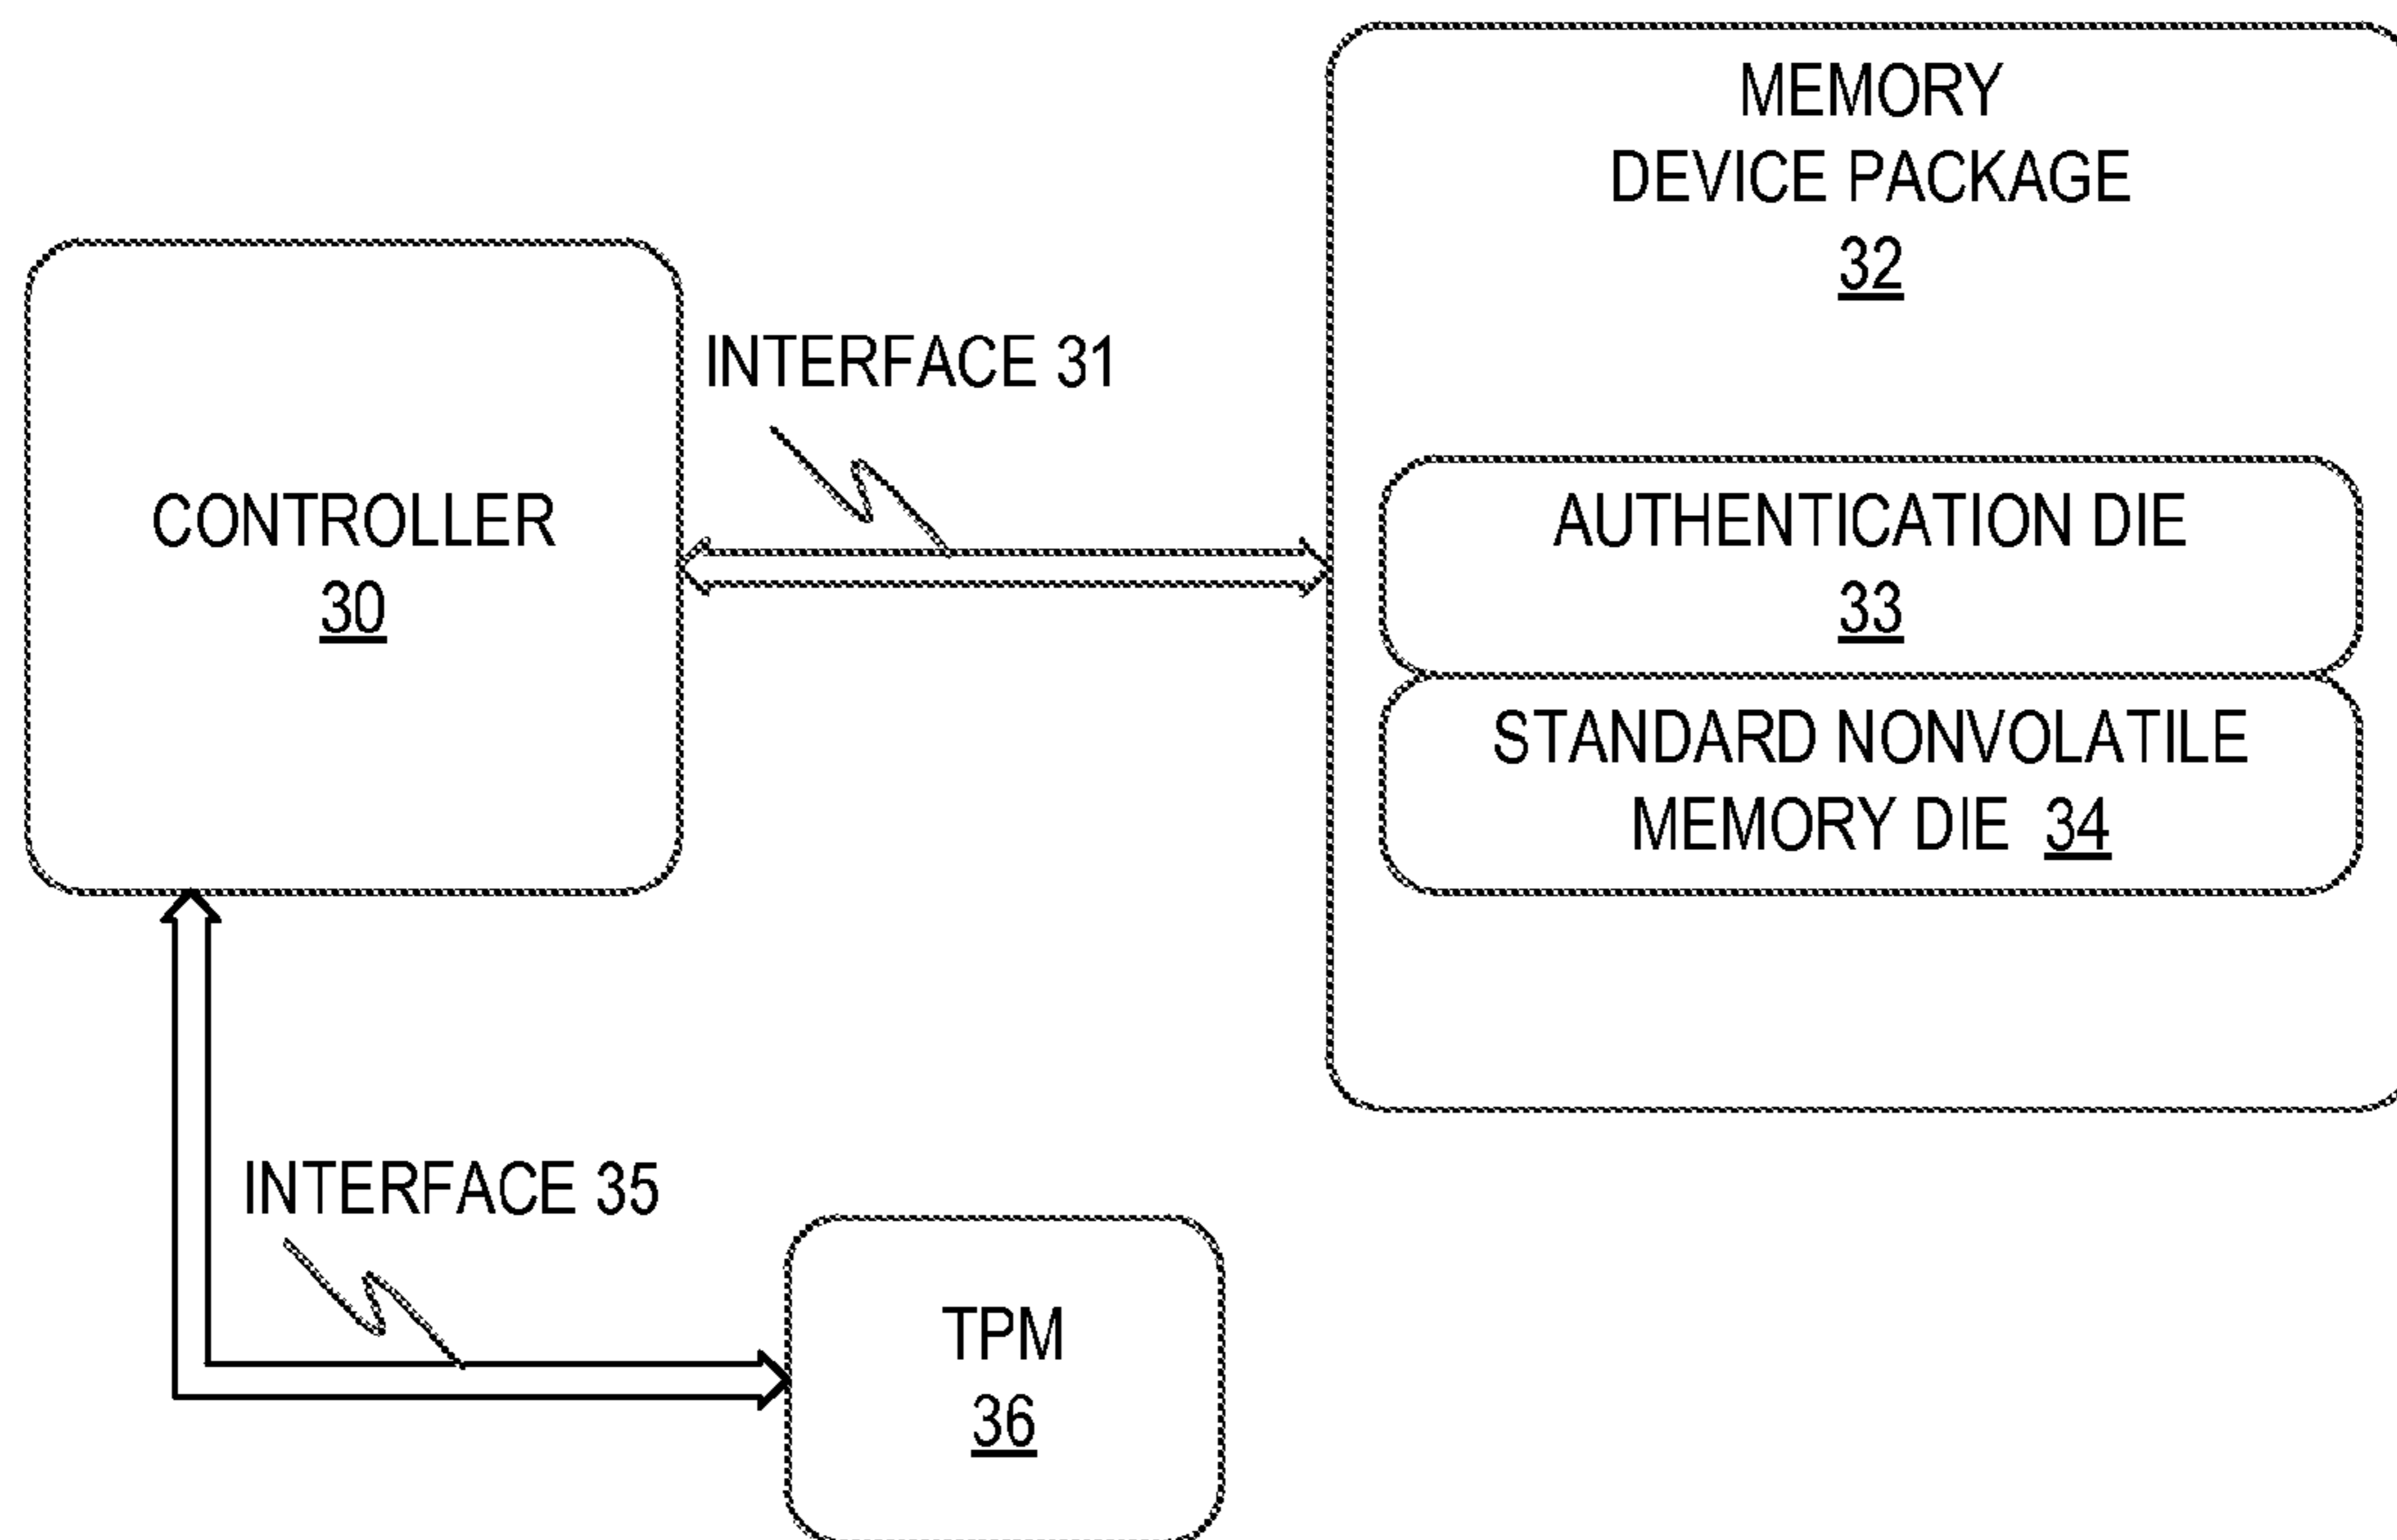 MEMORY
DEVICE PACKAGE
32
INTERFACE 31
CONTROLLER
30
AUTHENTICATION DIE
33
STANDARD NONVOLATILE
MEMORY DIE 34
INTERFACE 35
TPM
36